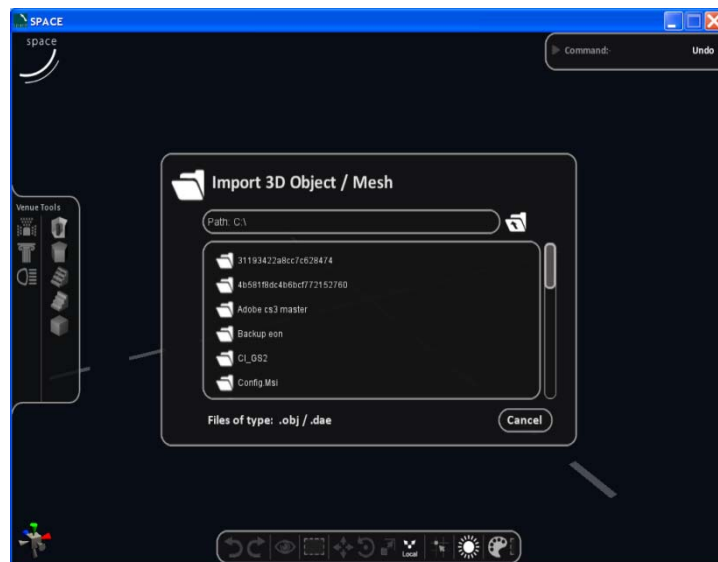 SPACE
space
Command:
Undo
Import 3D Object / Mesh
Path: C:\
Venue Tools
31193422a8cc7c628474
4b581f8dc4b6bcf772152760
Adobe cs3 master
Backup eon
CI_GS2
Config.Msi
Files of type: .obj / .dae
Cancel
Local